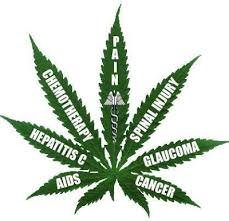 PAIN
CHEMOTHERAPY
SPINAL INJURY
HEPATITIS C
GLAUCOMA
AIDS
CANCER